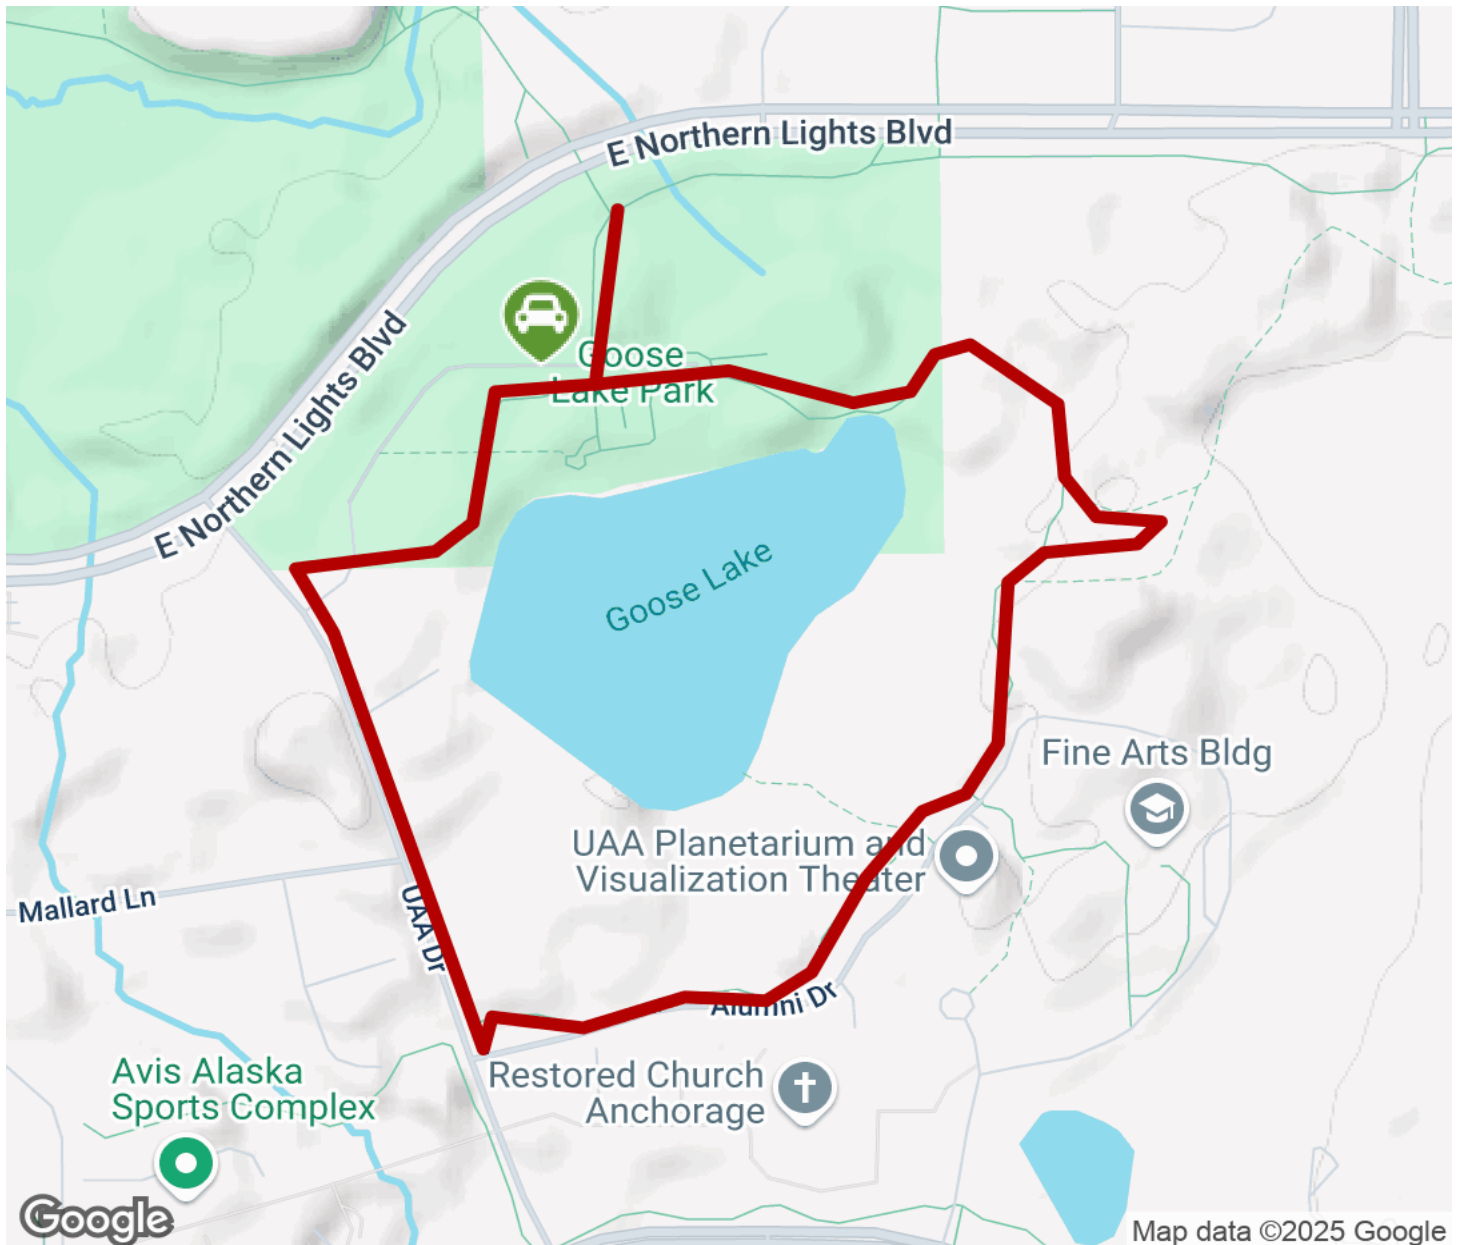 E Northern Lights Blvd
E Northern Lights Blvd
Goose
Lake Park
Goose Lake
Fine Arts Bldg
UAA Planetarium and
Visualization Theater
Mallard Ln
UAA Dr
Alumni Dr
Restored Church
Anchorage
Avis Alaska
Sports Complex
Google
Map data ©2025 Google